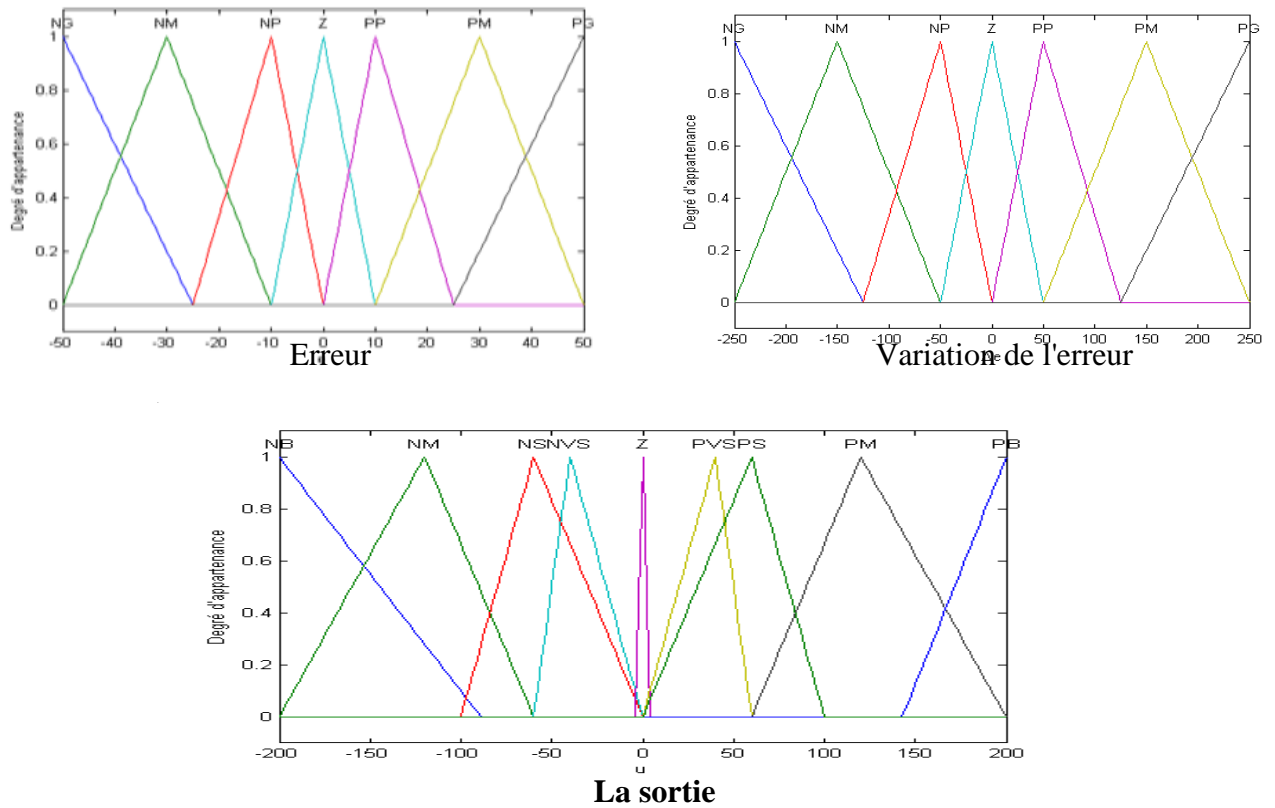 NG NM NP Z PP PM PG
1
0.8
0.6
0.4
0.2
0
Degré d'appartenance
-50 -40 -30 -20 -10 0 10 20 30 40 50
Erreur
NG NM NP Z PP PM PG
1
0.8
0.6
0.4
0.2
0
Degré d'appartenance
-250 -200 -150 -100 -50 0 50 100 150 200 250
Variation de l'erreur
NB NM NSNVS Z PVSPS PM PB
1
0.8
0.6
0.4
0.2
0
Degré d'appartenance
-200 -150 -100 -50 0 50 100 150 200
u
La sortie